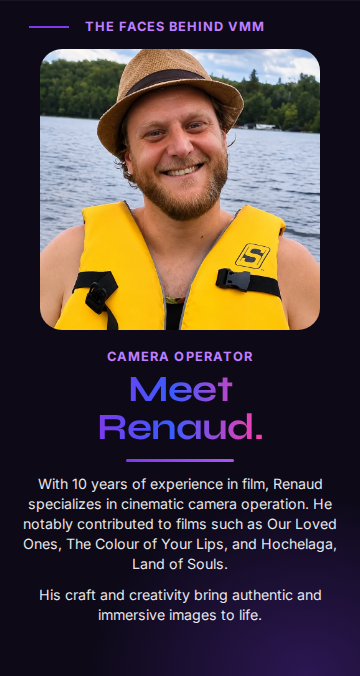 THE FACES BEHIND VMM
S
CAMERA OPERATOR
Meet
Renaud.
With 10 years of experience in film, Renaud
specializes in cinematic camera operation. He
notably contributed to films such as Our Loved
Ones, The Colour of Your Lips, and Hochelaga,
Land of Souls.
His craft and creativity bring authentic and
immersive images to life.